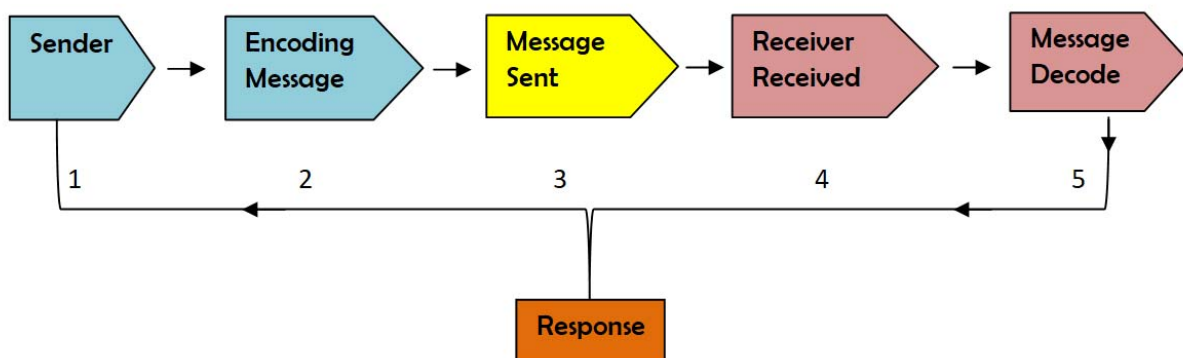 Sender
Encoding
Message
Message
Sent
Receiver
Received
Message
Decode
1
2
3
4
5
Response